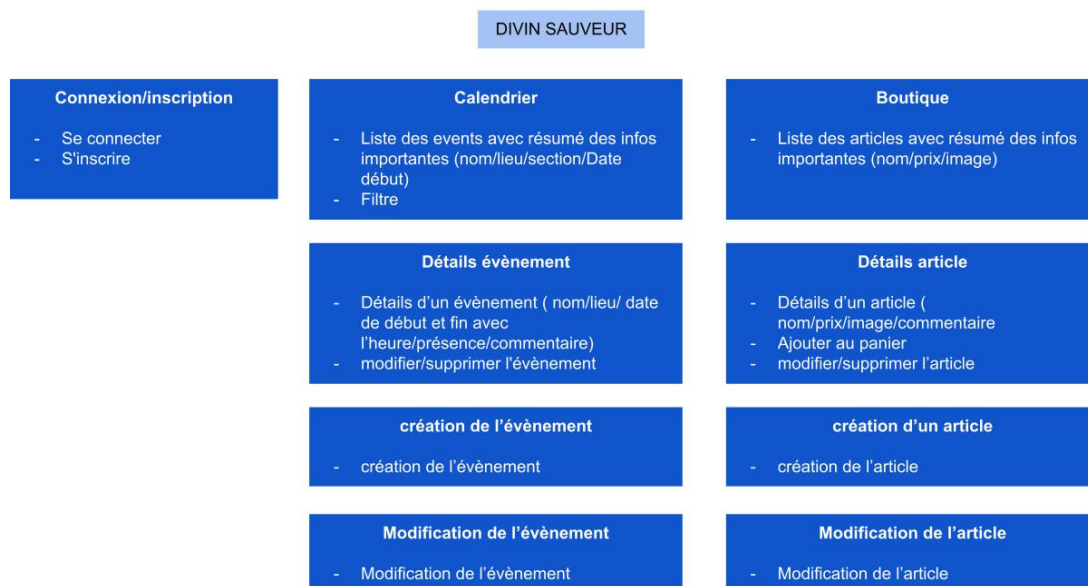 DIVIN SAUVEUR
Connexion/inscription
- Se connecter
- S'inscrire
Calendrier
- Liste des events avec résumé des infos
importantes (nom/lieu/section/Date
début)
- Filtre
Boutique
- Liste des articles avec résumé des infos
importantes (nom/prix/image)
Détails évènement
- Détails d’un évènement ( nom/lieu/ date
de début et fin avec
l’heure/présence/commentaire)
- modifier/supprimer l'évènement
Détails article
- Détails d’un article (
nom/prix/image/commentaire
- Ajouter au panier
- modifier/supprimer l’article
création de l’évènement
- création de l’évènement
création d’un article
- création de l’article
Modification de l’évènement
- Modification de l’évènement
Modification de l’article
- Modification de l’article